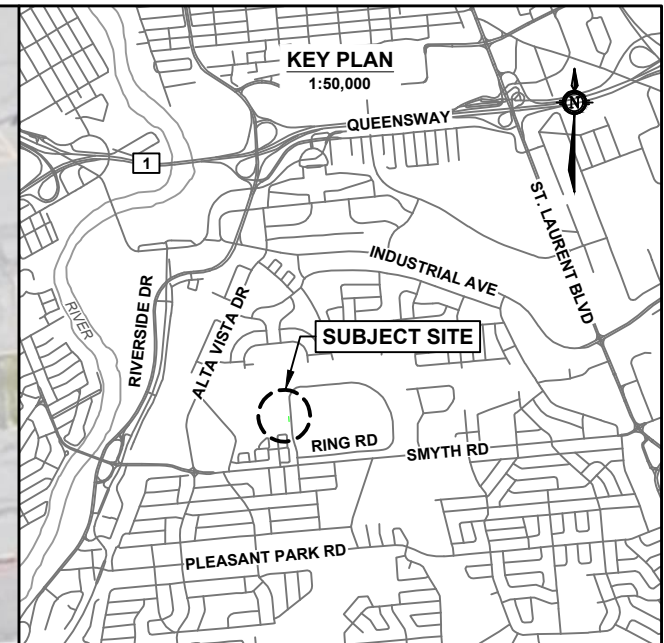 KEY PLAN
1:50,000
N
QUEENSWAY
1
ST. LAURENT BLVD
INDUSTRIAL AVE
RIVERSIDE DR
RIVER
ALTA VISTA DR
SUBJECT SITE
RING RD
SMYTH RD
PLEASANT PARK RD